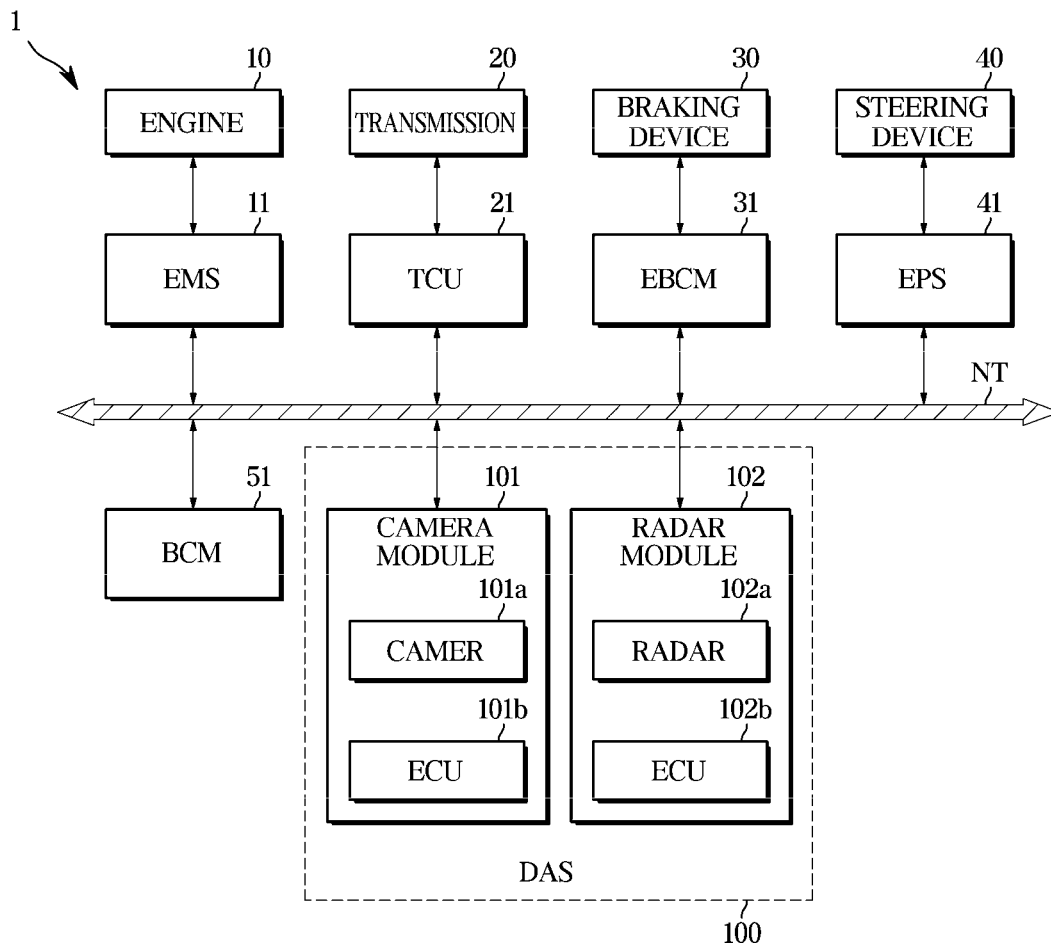 1
10
20
30
40
ENGINE
TRANSMISSION
BRAKING
DEVICE
STEERING
DEVICE
11
21
31
41
EMS
TCU
EBCM
EPS
NT
51
101
102
BCM
CAMERA
MODULE
RADAR
MODULE
101a
102a
CAMER
RADAR
101b
102b
ECU
ECU
DAS
100